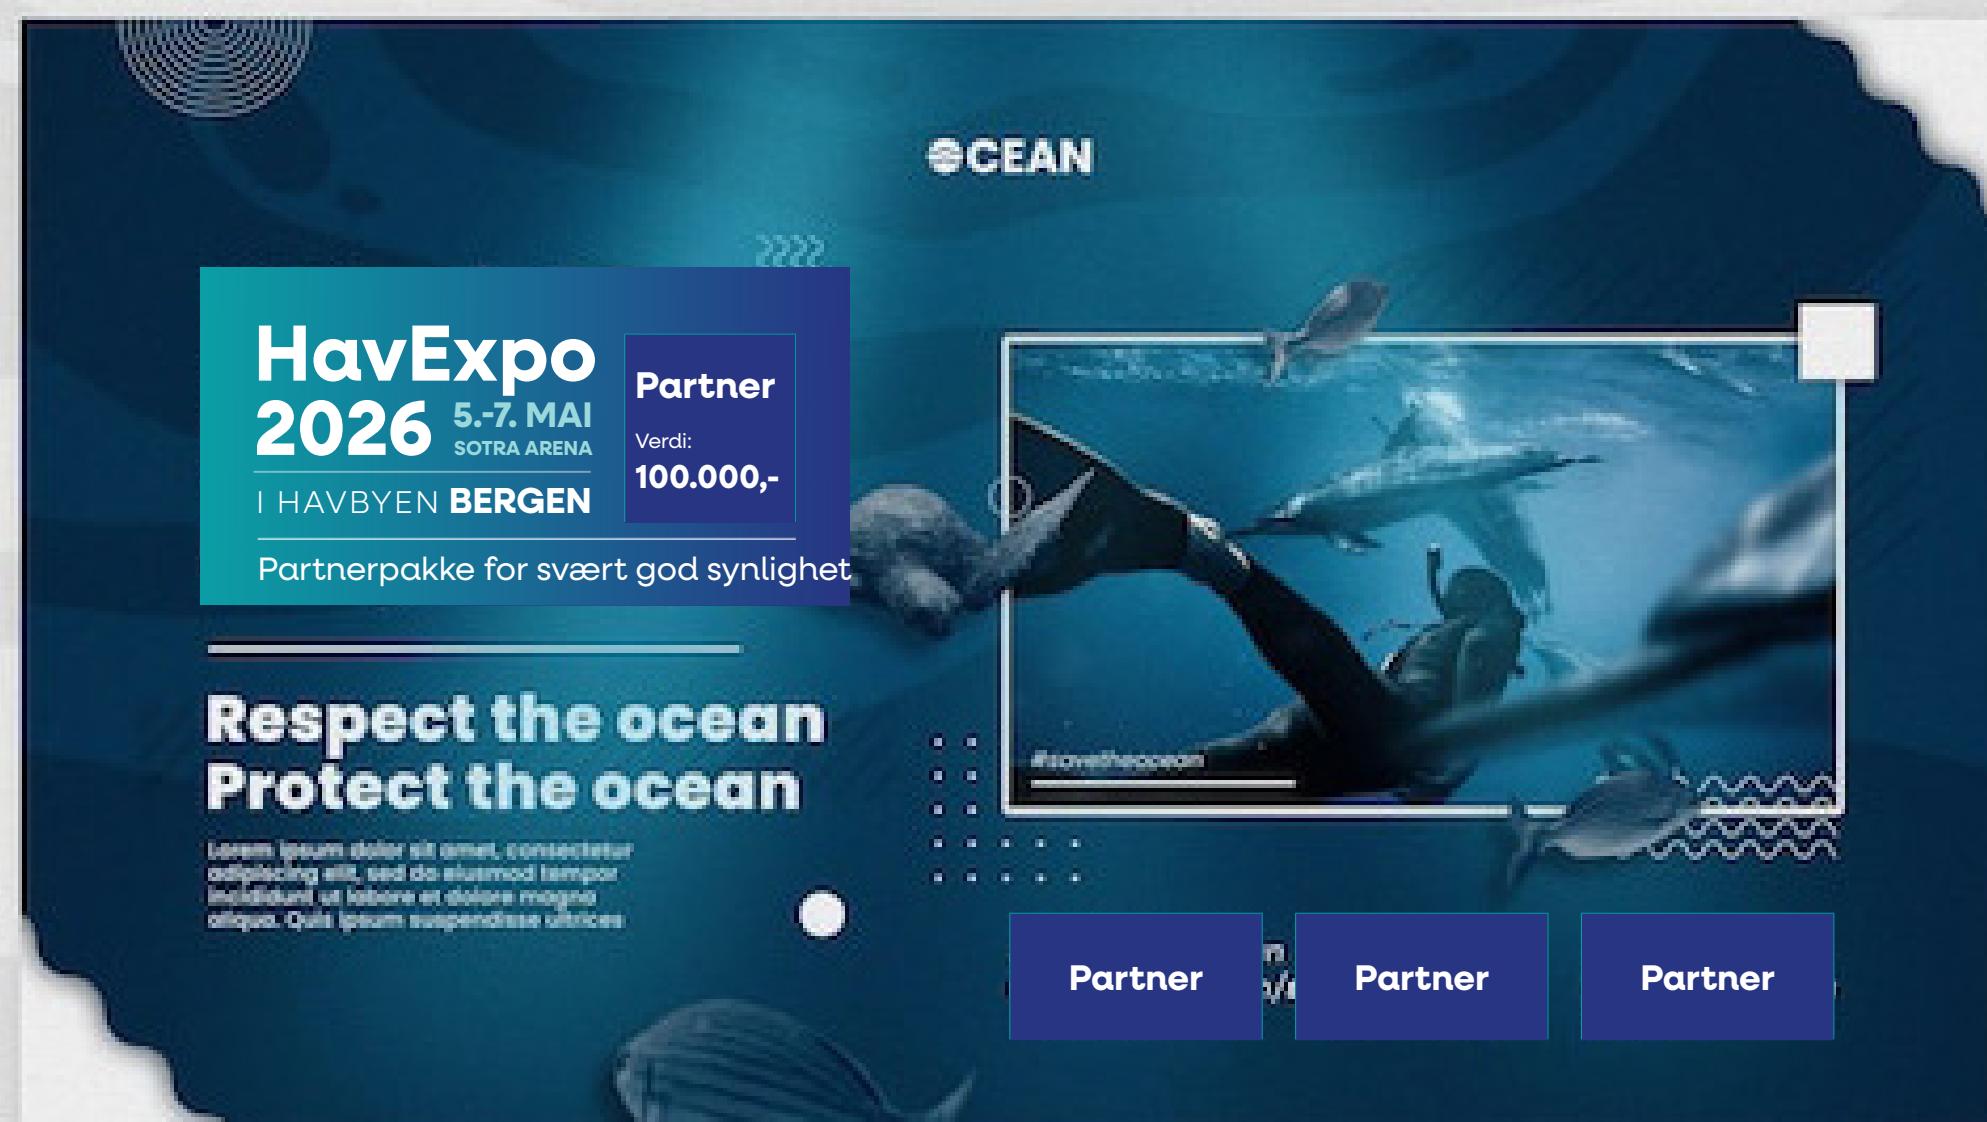 OCEAN
HavExpo
2026 5.-7. MAI
SOTRA ARENA
I HAVBYEN BERGEN
Partner
Verdi:
100.000,-
Partnerpakke for svært god synlighet
Respect the ocean
Protect the ocean
Lorem ipsum dolor sit amet, consectetur
adipiscing elit, sed do eiusmod tempor
incididunt ut labore et dolore magna
aliqua. Quis ipsum suspendisse ultrices
#savetheocean
Partner
Partner
Partner